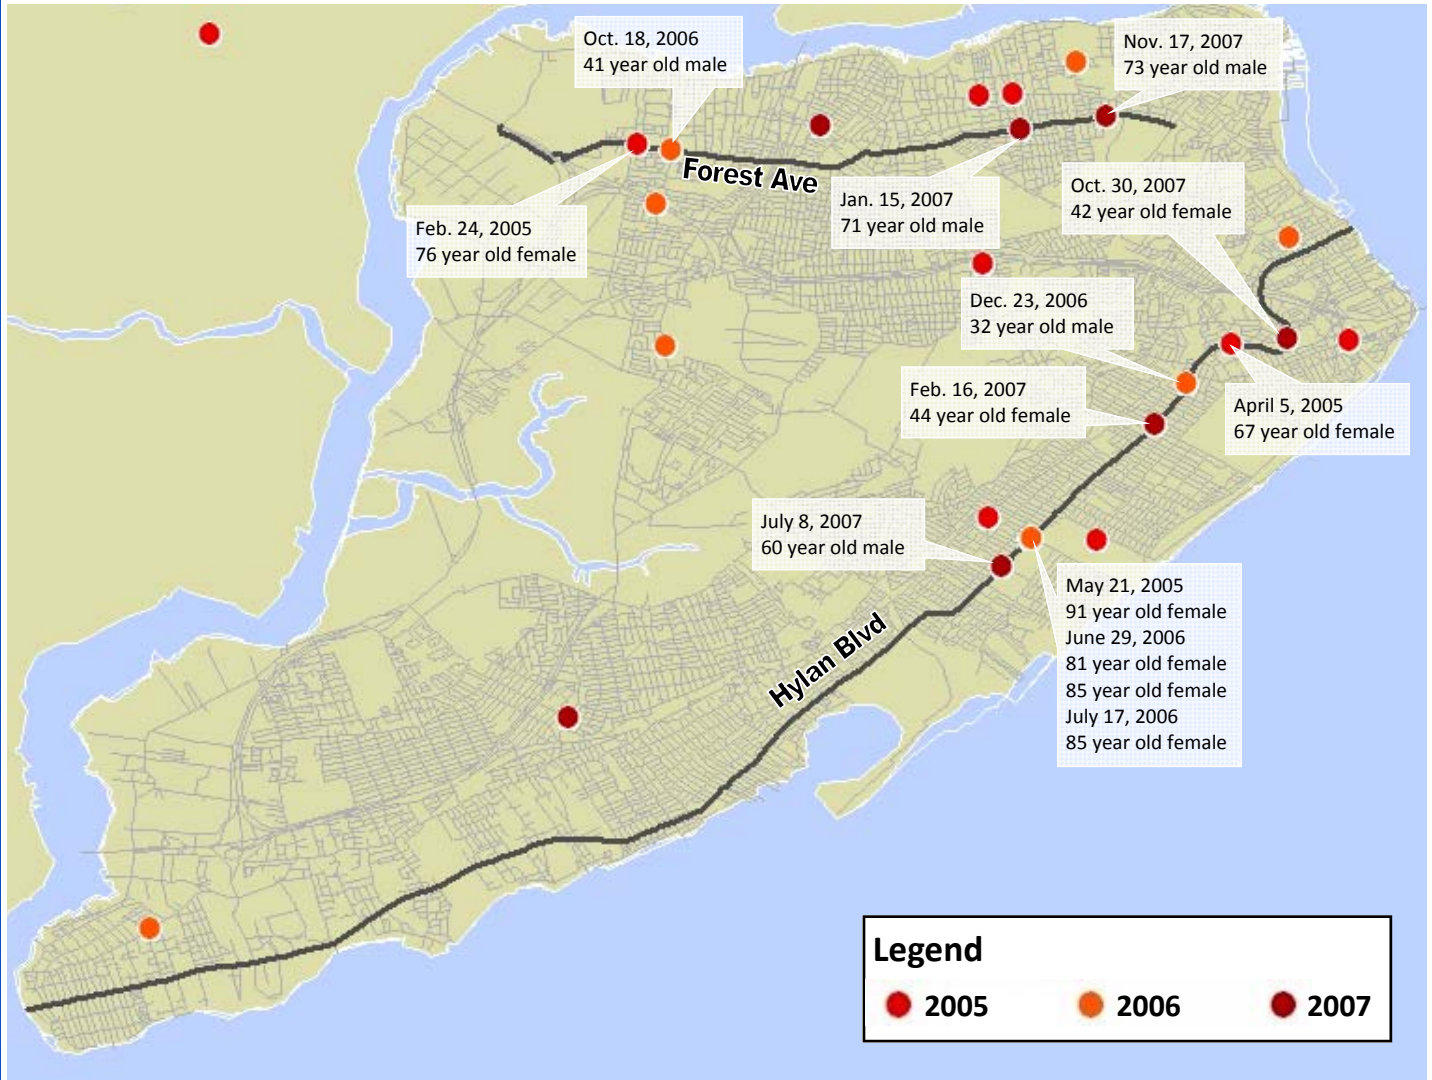 Oct. 18, 2006
41 year old male
Nov. 17, 2007
73 year old male
Forest Ave
Feb. 24, 2005
76 year old female
Jan. 15, 2007
71 year old male
Oct. 30, 2007
42 year old female
Dec. 23, 2006
32 year old male
Feb. 16, 2007
44 year old female
April 5, 2005
67 year old female
July 8, 2007
60 year old male
May 21, 2005
91 year old female
June 29, 2006
81 year old female
85 year old female
July 17, 2006
85 year old female
Hylan Blvd
Legend
2005
2006
2007